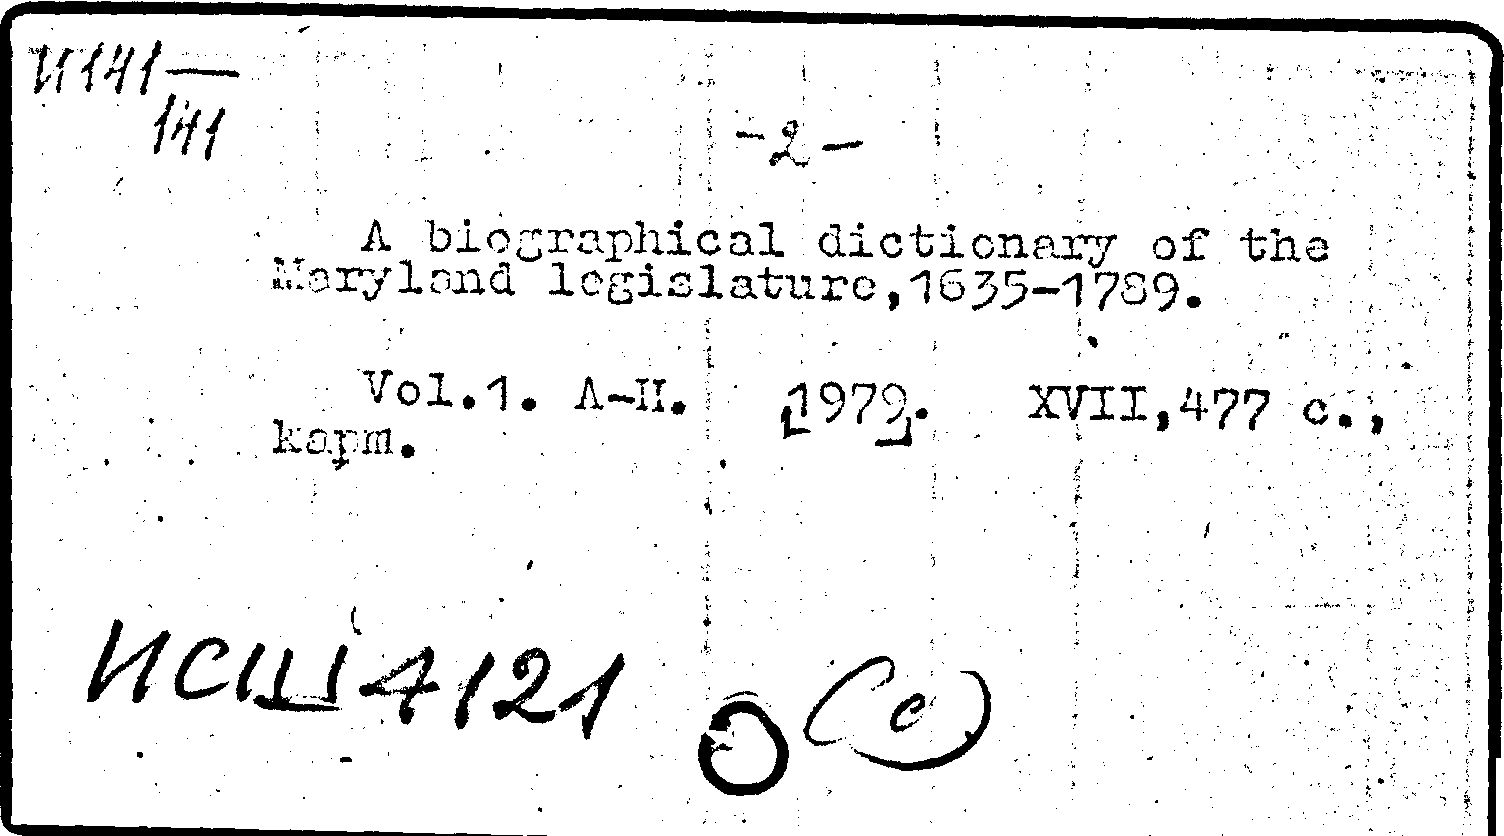 И141—
141
-2-
A biographical dictionary of the
Maryland legislature,1635-1789.
Vol.1. A-H. [1979]. XVII,477 с.,
карт.
ИСШ 4121
(с)